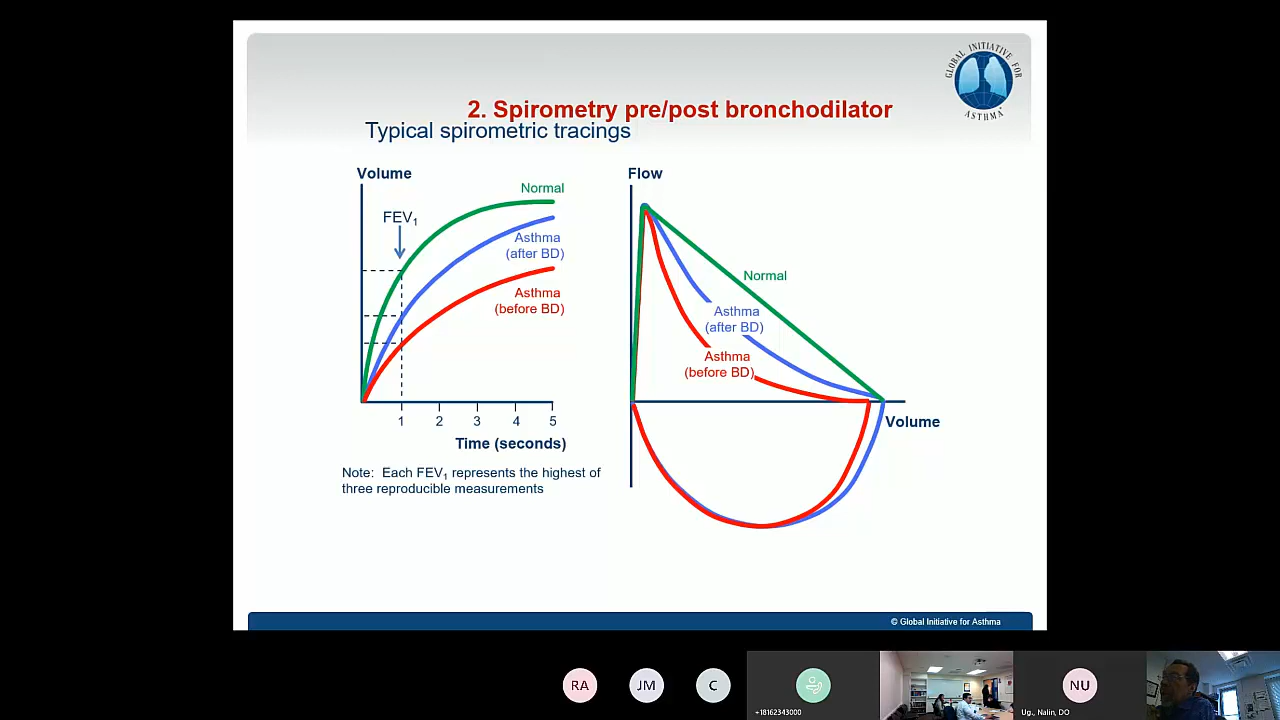 GLOBAL INITIATIVE FOR
ASTHMA
2. Spirometry pre/post bronchodilator
Typical spirometric tracings
Volume
Normal
FEV1
Asthma
(after BD)
Asthma
(before BD)
1 2 3 4 5
Time (seconds)
Note: Each FEV1 represents the highest of
three reproducible measurements
Flow
Normal
Asthma
(after BD)
Asthma
(before BD)
Volume
© Global Initiative for Asthma
RA
JM
C
+18162343000
NU
Ug., Nalin, DO